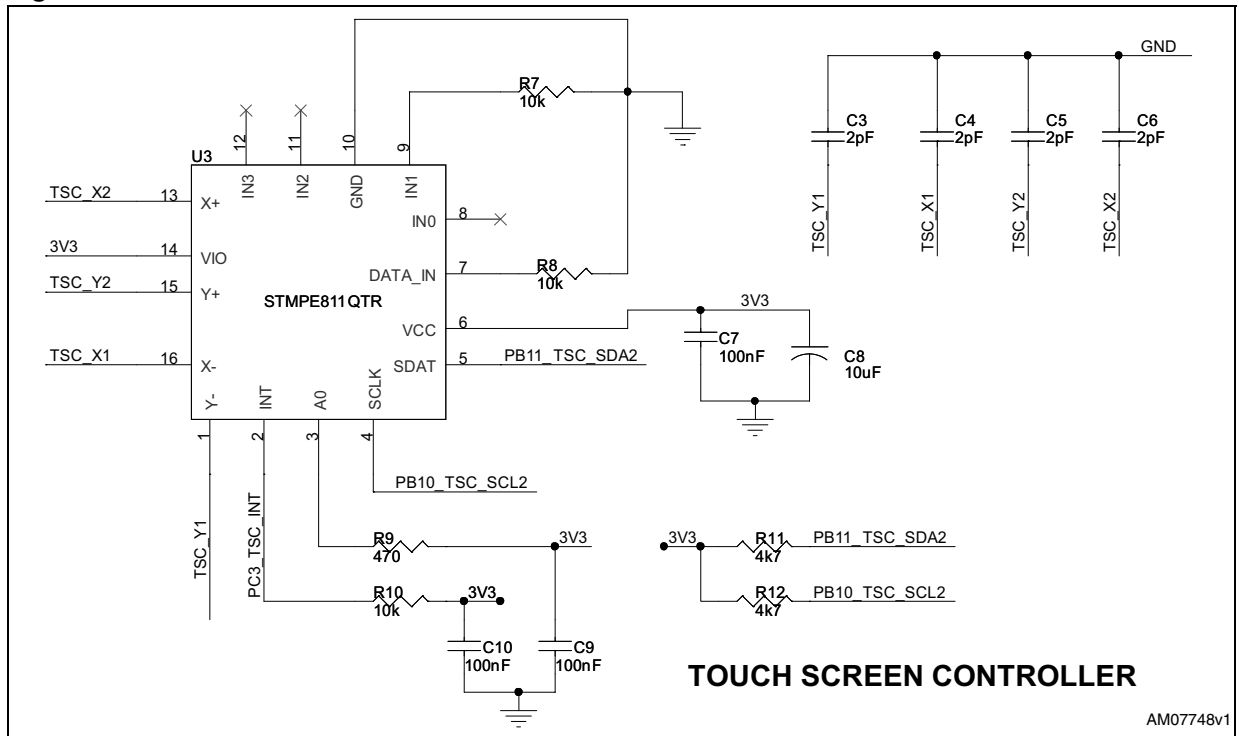 GND
R7
10k
C3
2pF
C4
2pF
C5
2pF
C6
2pF
12
11
10
9
U3
IN3
IN2
GND
IN1
TSC_X2
13
X+
IN0
8
TSC_Y1
TSC_X1
TSC_Y2
TSC_X2
3V3
14
VIO
R8
10k
DATA_IN
7
TSC_Y2
15
Y+
STMPE811QTR
3V3
VCC
6
C7
100nF
C8
10uF
TSC_X1
16
X-
SDAT
5
PB11_TSC_SDA2
Y-
INT
A0
SCLK
1
2
3
4
PB10_TSC_SCL2
TSC_Y1
PC3_TSC_INT
R9
470
3V3
3V3
R11
4k7
PB11_TSC_SDA2
R10
10k
3V3
R12
4k7
PB10_TSC_SCL2
C10
100nF
C9
100nF
TOUCH SCREEN CONTROLLER
AM07748v1